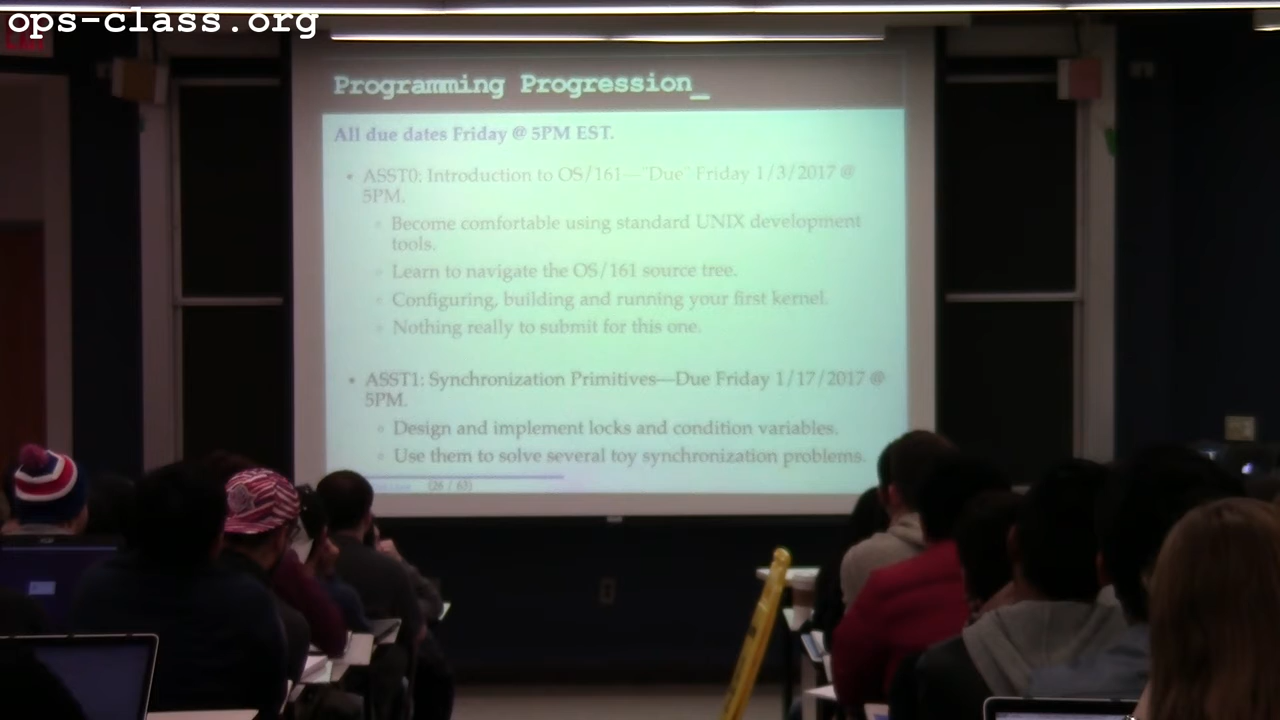 ops-class.org
Programming Progression_
All due dates Friday @ 5PM EST.
• ASST0: Introduction to OS/161—"Due" Friday 1/3/2017 @
5PM.
◦ Become comfortable using standard UNIX development
tools.
◦ Learn to navigate the OS/161 source tree.
◦ Configuring, building and running your first kernel.
◦ Nothing really to submit for this one.
• ASST1: Synchronization Primitives—Due Friday 1/17/2017 @
5PM.
◦ Design and implement locks and condition variables.
◦ Use them to solve several toy synchronization problems.
(26 / 63)